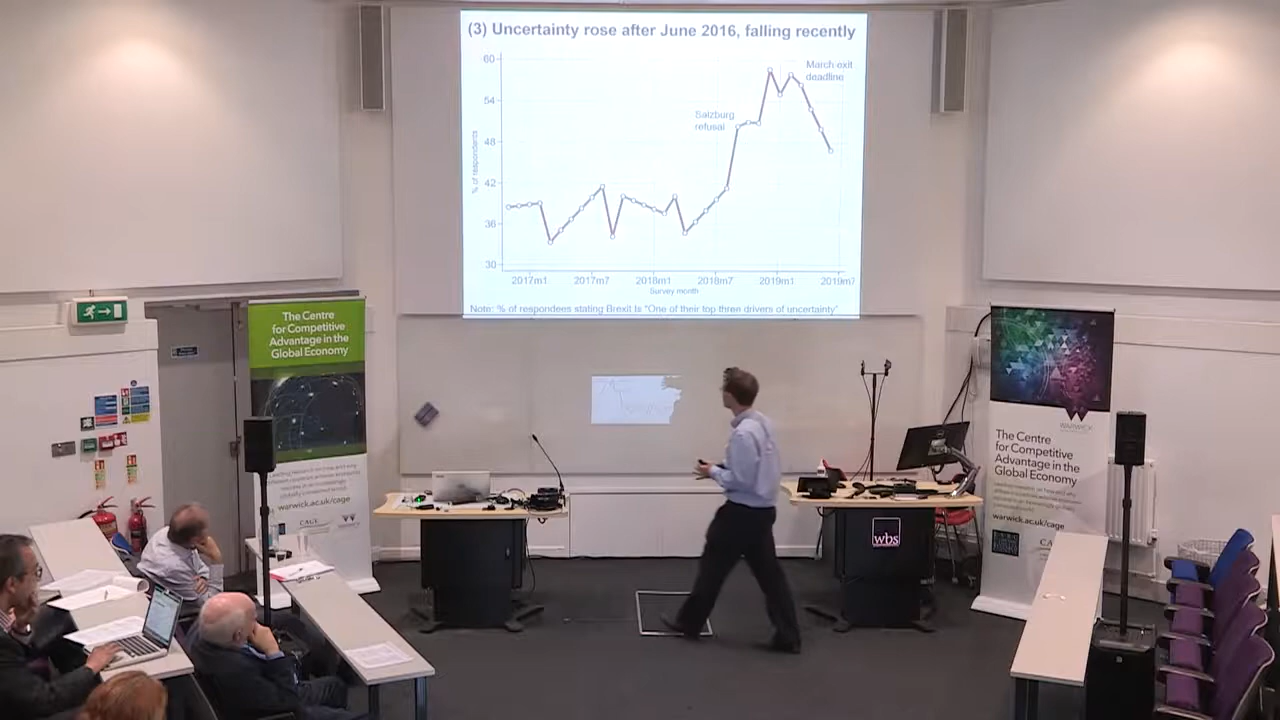 (3) Uncertainty rose after June 2016, falling recently
60
54
48
42
36
30
% of respondents
Salzburg
refusal
March exit
deadline
2017m1
2017m7
2018m1
2018m7
2019m1
2019m7
Survey month
Note: % of respondees stating Brexit is "One of their top three drivers of uncertainty"
The Centre
for Competitive
Advantage in the
Global Economy
warwick.ac.uk/cage
CAGE
wbs
WARWICK
The Centre
for Competitive
Advantage in the
Global Economy
warwick.ac.uk/cage